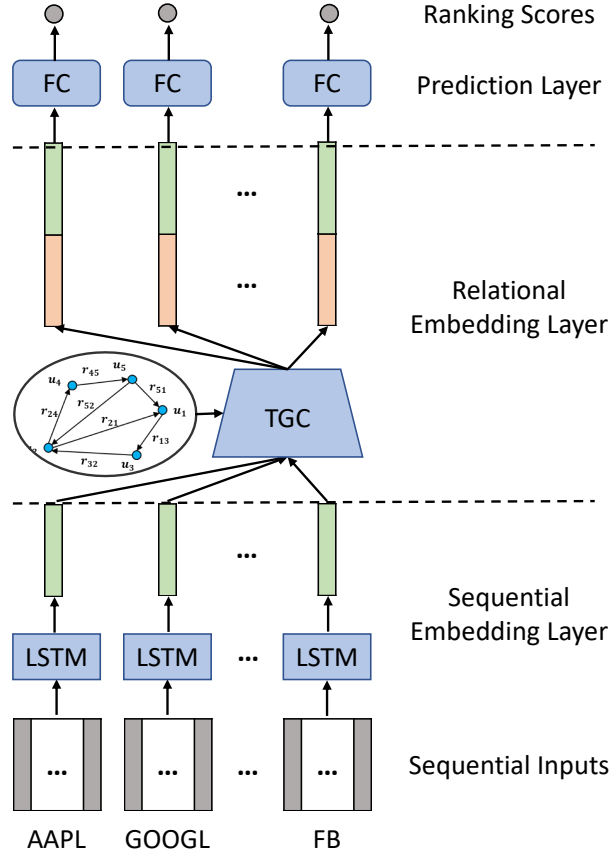 Ranking Scores
FC FC FC Prediction Layer
...
...
Relational
Embedding Layer
u4 r45 u5 r51 u1
r24 r52 r21 r13
r32 u3
TGC
...
Sequential
Embedding Layer
LSTM LSTM ... LSTM
... ... ... ... Sequential Inputs
AAPL GOOGL FB